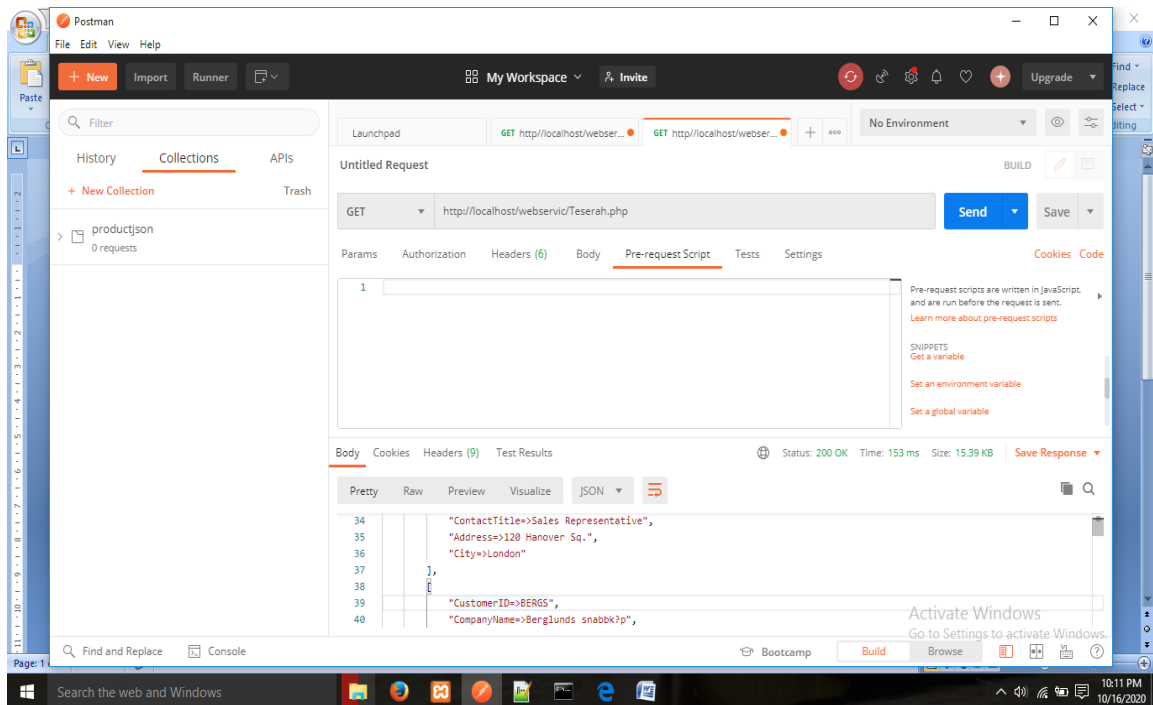 Postman
File Edit View Help
+ New Import Runner My Workspace Invite Upgrade
Paste
Find
Replace
Select
diting
Filter
History Collections APIs
+ New Collection Trash
productjson
0 requests
Launchpad GET http//localhost/webser... GET http//localhost/webser... + ooo No Environment
Untitled Request BUILD
GET http://localhost/webservic/Teserah.php Send Save
Params Authorization Headers (6) Body Pre-request Script Tests Settings Cookies Code
1
Pre-request scripts are written in JavaScript,
and are run before the request is sent.
Learn more about pre-request scripts
SNIPPETS
Get a variable
Set an environment variable
Set a global variable
Body Cookies Headers (9) Test Results Status: 200 OK Time: 153 ms Size: 15.39 KB Save Response
Pretty Raw Preview Visualize JSON
34 "ContactTitle=>Sales Representative",
35 "Address=>120 Hanover Sq.",
36 "City=>London"
37 ],
38 [
39 "CustomerID=>BERGS",
40 "CompanyName=>Berglunds snabbk?p",
Activate Windows
Go to Settings to activate Windows.
Find and Replace Console Bootcamp Build Browse
Page: 1
Search the web and Windows
10:11 PM
10/16/2020